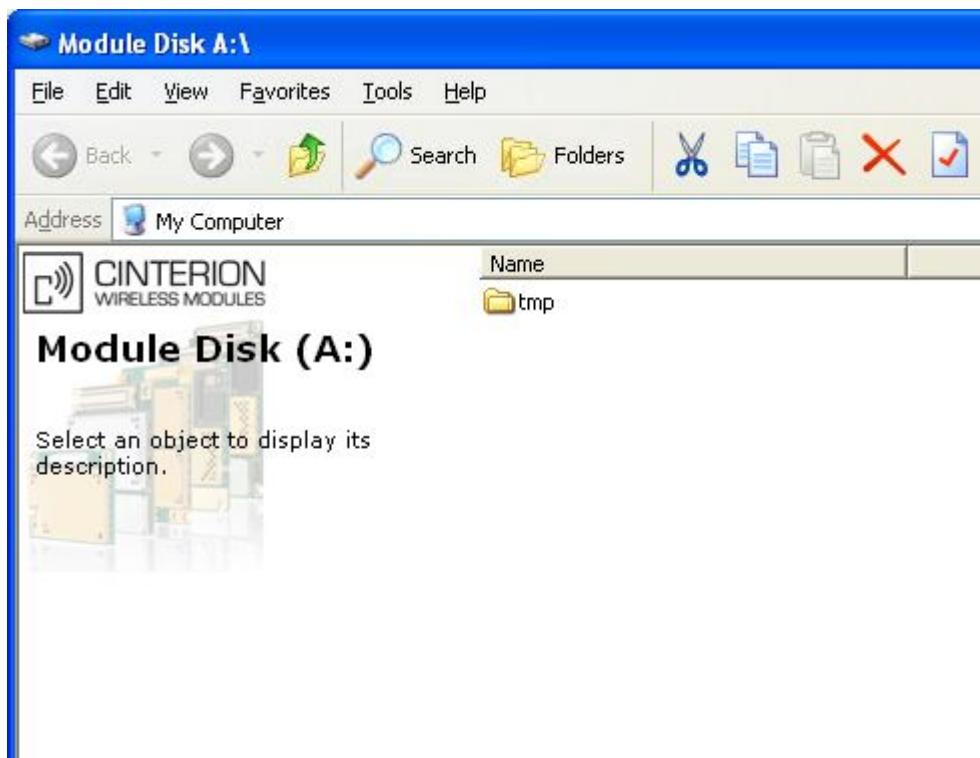 Module Disk A:\
File Edit View Favorites Tools Help
Back Search Folders
Address My Computer
CINTERION
WIRELESS MODULES
Name
tmp
Module Disk (A:)
Select an object to display its
description.